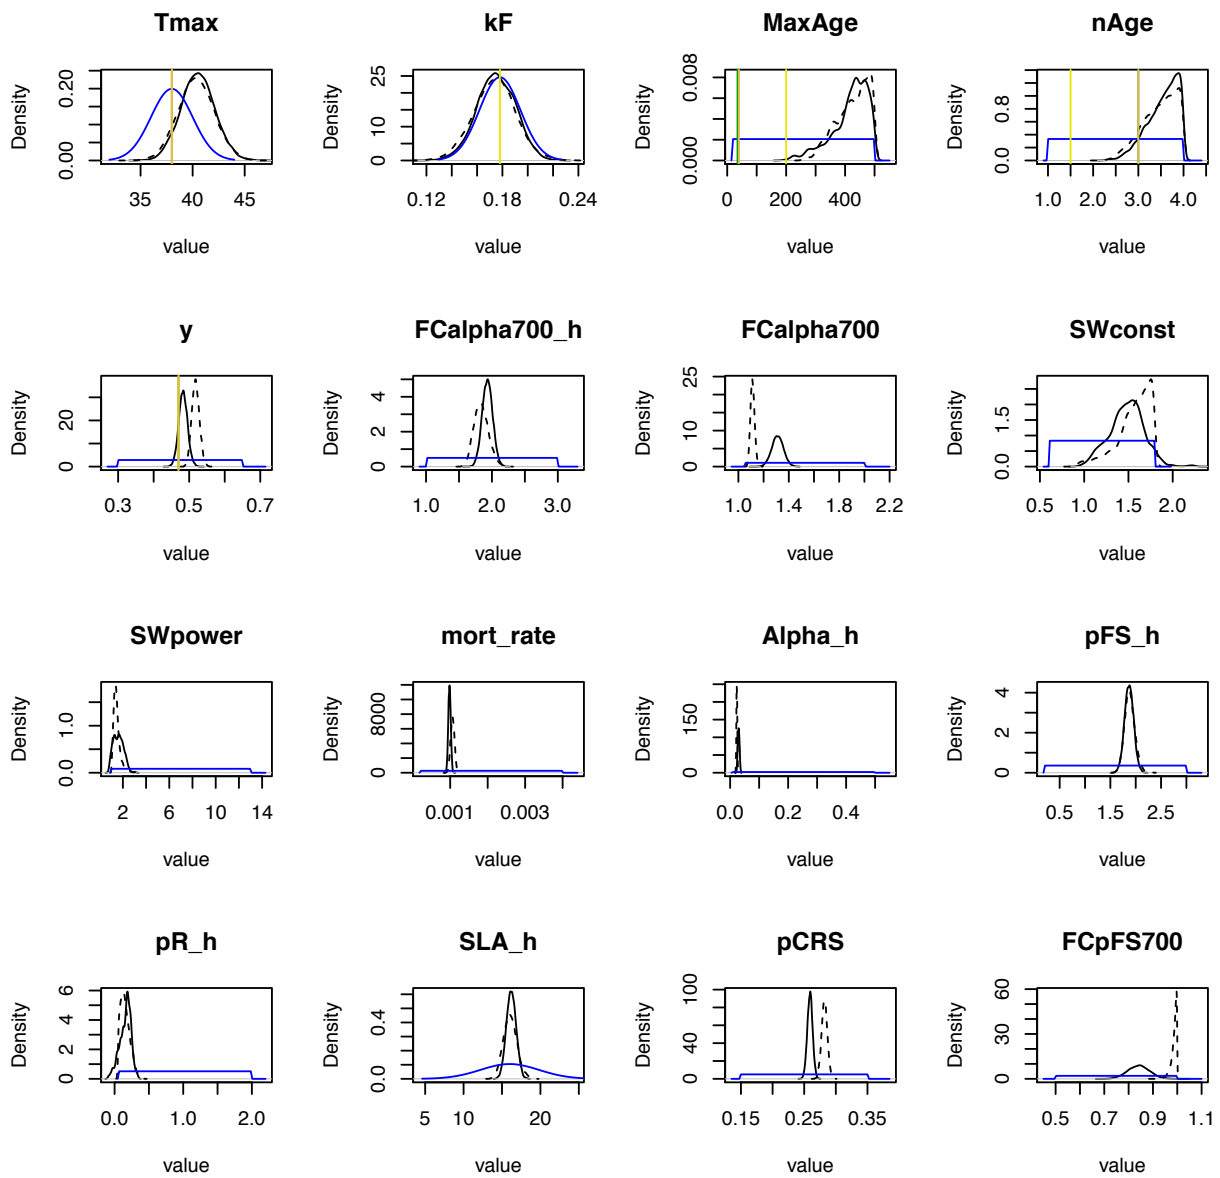 Tmax
kF
MaxAge
nAge
Density
0.00
0.20
35
40
45
value
Density
0
10
25
0.12
0.18
0.24
value
Density
0.000
0.008
0
200
400
value
Density
0.0
0.8
1.0
2.0
3.0
4.0
value
y
FCalpha700_h
FCalpha700
SWconst
Density
0
20
0.3
0.5
0.7
value
Density
0
2
4
1.0
2.0
3.0
value
Density
0
10
25
1.0
1.4
1.8
2.2
value
Density
0.0
1.5
0.5
1.0
1.5
2.0
value
SWpower
mort_rate
Alpha_h
pFS_h
Density
0.0
1.0
2
6
10
14
value
Density
0
8000
0.001
0.003
value
Density
0
150
0.0
0.2
0.4
value
Density
0
2
4
0.5
1.5
2.5
value
pR_h
SLA_h
pCRS
FCpFS700
Density
0
2
4
6
0.0
1.0
2.0
value
Density
0.0
0.4
5
10
20
value
Density
0
40
100
0.15
0.25
0.35
value
Density
0
30
60
0.5
0.7
0.9
1.1
value